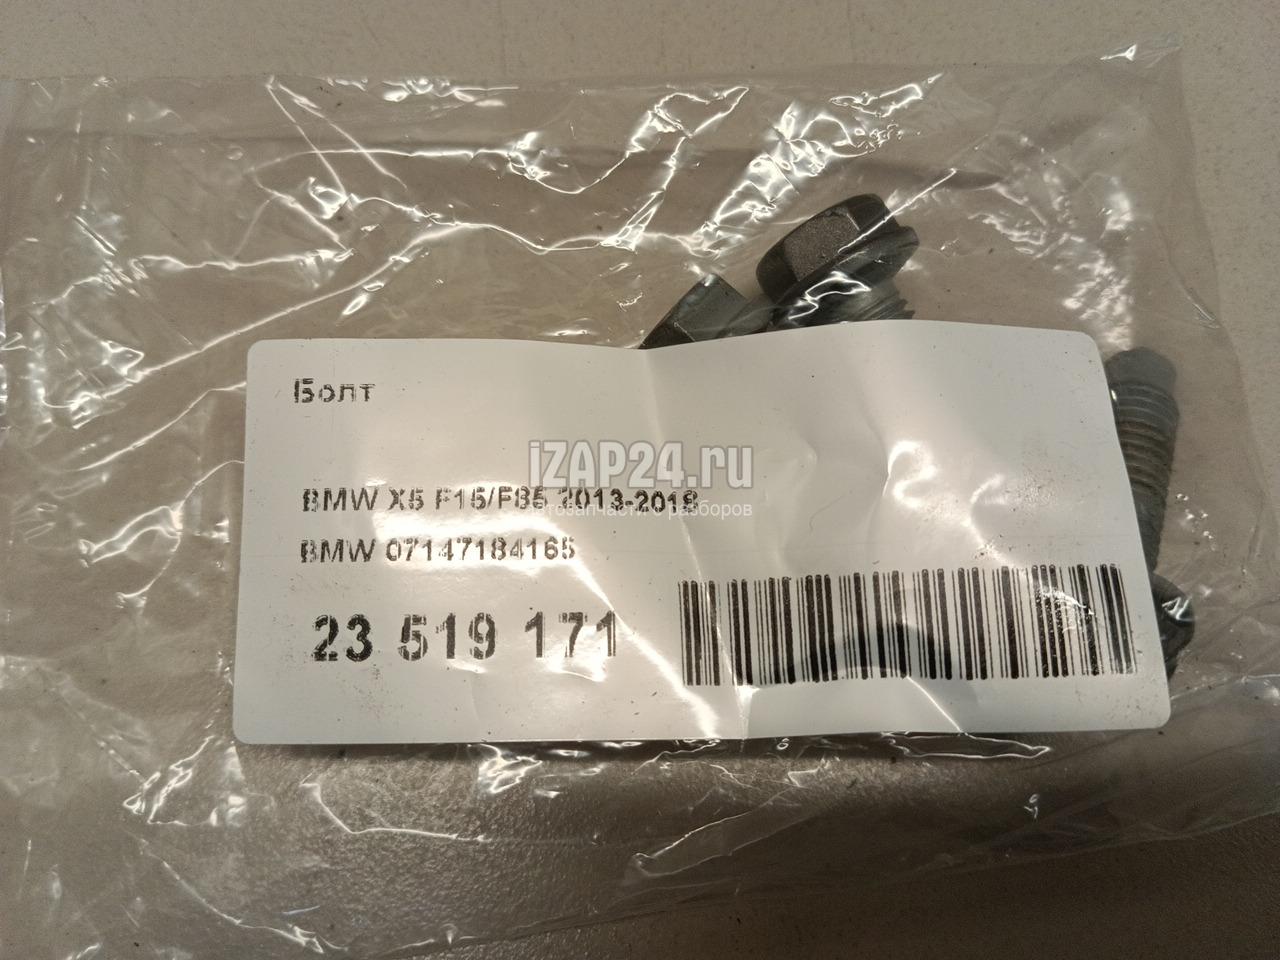 Болт
iZAP24.ru
BMW X5 F15/F85 2013-2018
автозапчасти с разборов
BMW 07147184165
23 519 171